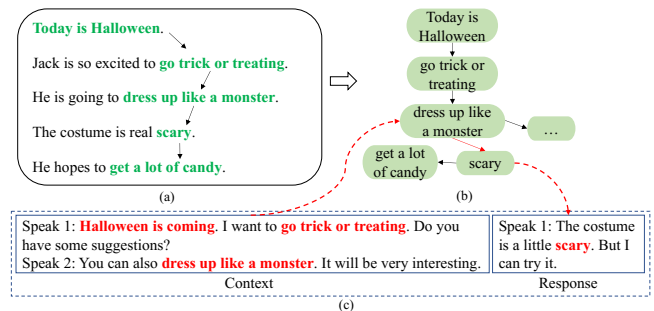 Today is Halloween.
Jack is so excited to go trick or treating.
He is going to dress up like a monster.
The costume is real scary.
He hopes to get a lot of candy.
(a)
Today is
Halloween
go trick or
treating
dress up like
a monster
...
get a lot
of candy
scary
(b)
Speak 1: Halloween is coming. I want to go trick or treating. Do you
have some suggestions?
Speak 2: You can also dress up like a monster. It will be very interesting.
Context
Speak 1: The costume
is a little scary. But I
can try it.
Response
(c)